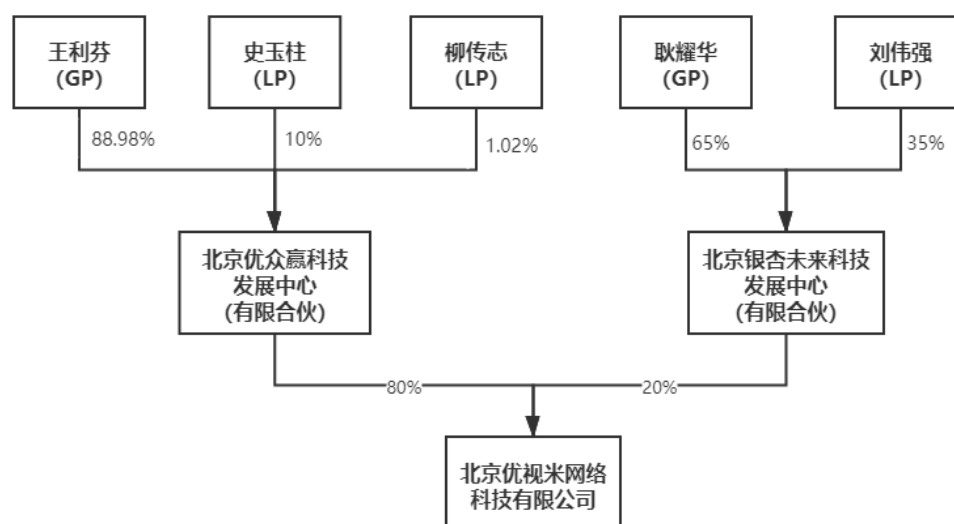 王利芬
（GP）
史玉柱
（LP）
柳传志
（LP）
耿耀华
（GP）
刘伟强
（LP）
88.98%
10%
1.02%
65%
35%
北京优众赢科技
发展中心
(有限合伙)
北京银杏未来科技
发展中心
(有限合伙)
80%
20%
北京优视米网络
科技有限公司